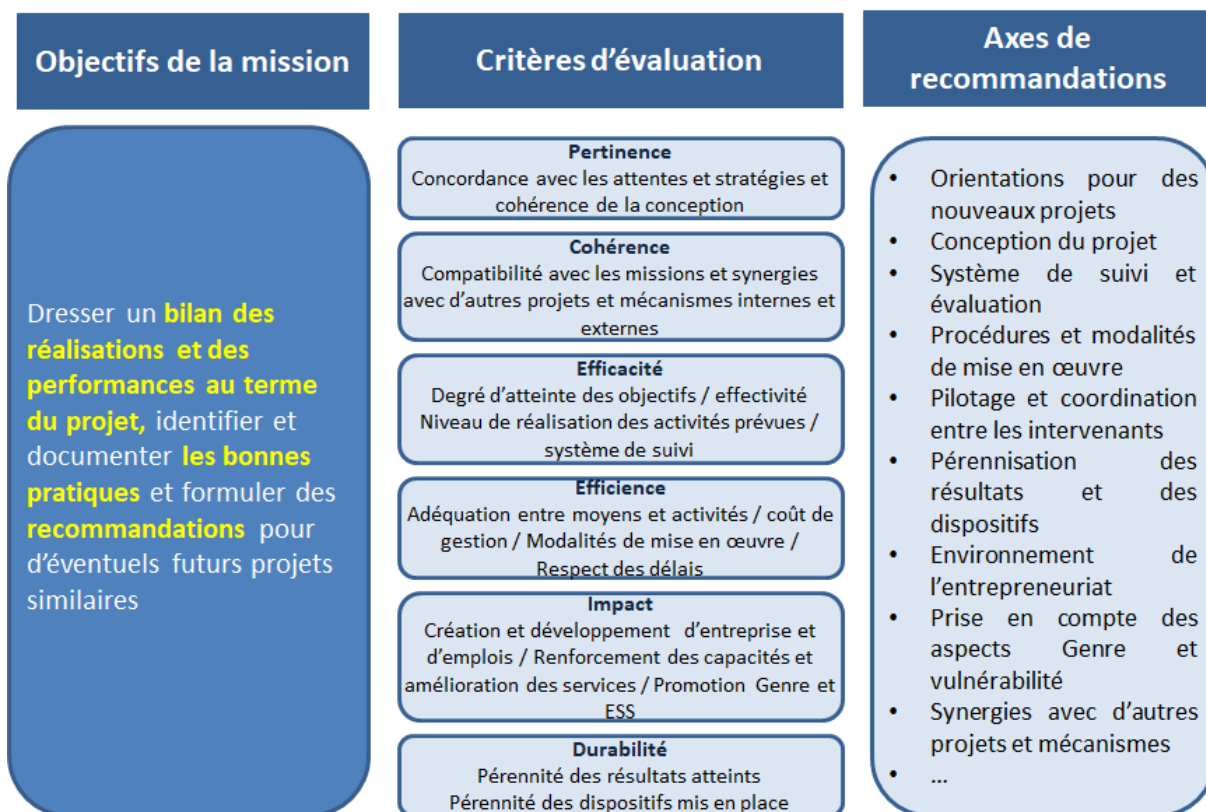 Objectifs de la mission
Critères d'évaluation
Axes de
recommandations
Dresser un bilan des
réalisations et des
performances au terme
du projet, identifier et
documenter les bonnes
pratiques et formuler des
recommandations pour
d'éventuels futurs projets
similaires
Pertinence
Concordance avec les attentes et stratégies et
cohérence de la conception
Cohérence
Compatibilité avec les missions et synergies
avec d'autres projets et mécanismes internes et
externes
Efficacité
Degré d'atteinte des objectifs / effectivité
Niveau de réalisation des activités prévues /
système de suivi
Efficience
Adéquation entre moyens et activités / coût de
gestion / Modalités de mise en œuvre /
Respect des délais
Impact
Création et développement d'entreprise et
d'emplois / Renforcement des capacités et
amélioration des services / Promotion Genre et
ESS
Durabilité
Pérennité des résultats atteints
Pérennité des dispositifs mis en place
• Orientations pour des
nouveaux projets
• Conception du projet
• Système de suivi et
évaluation
• Procédures et modalités
de mise en œuvre
• Pilotage et coordination
entre les intervenants
• Pérennisation des
résultats et des
dispositifs
• Environnement de
l'entrepreneuriat
• Prise en compte des
aspects Genre et
vulnérabilité
• Synergies avec d'autres
projets et mécanismes
• ...